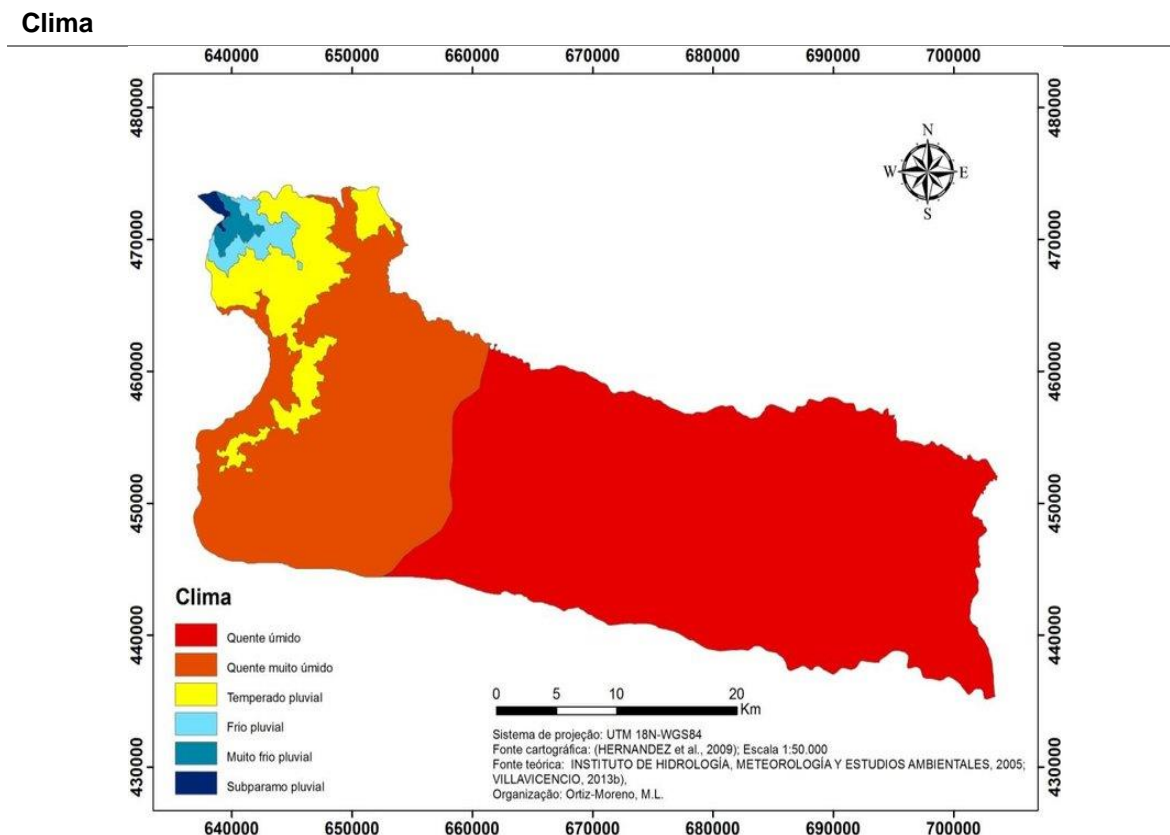 Clima
640000 650000 660000 670000 680000 690000 700000
480000 480000
N
W E
S
470000 470000
460000 460000
450000 450000
440000 440000
430000 430000
Clima
Quente úmido
Quente muito úmido
Temperado pluvial
Frio pluvial
Muito frio pluvial
Subparamo pluvial
0 5 10 20
Km
Sistema de projeção: UTM 18N-WGS84
Fonte cartográfica: (HERNANDEZ et al., 2009); Escala 1:50.000
Fonte teórica: INSTITUTO DE HIDROLOGÍA, METEOROLOGÍA Y ESTUDIOS AMBIENTALES, 2005;
VILLAVICENCIO, 2013b),
Organização: Ortiz-Moreno, M.L.
640000 650000 660000 670000 680000 690000 700000